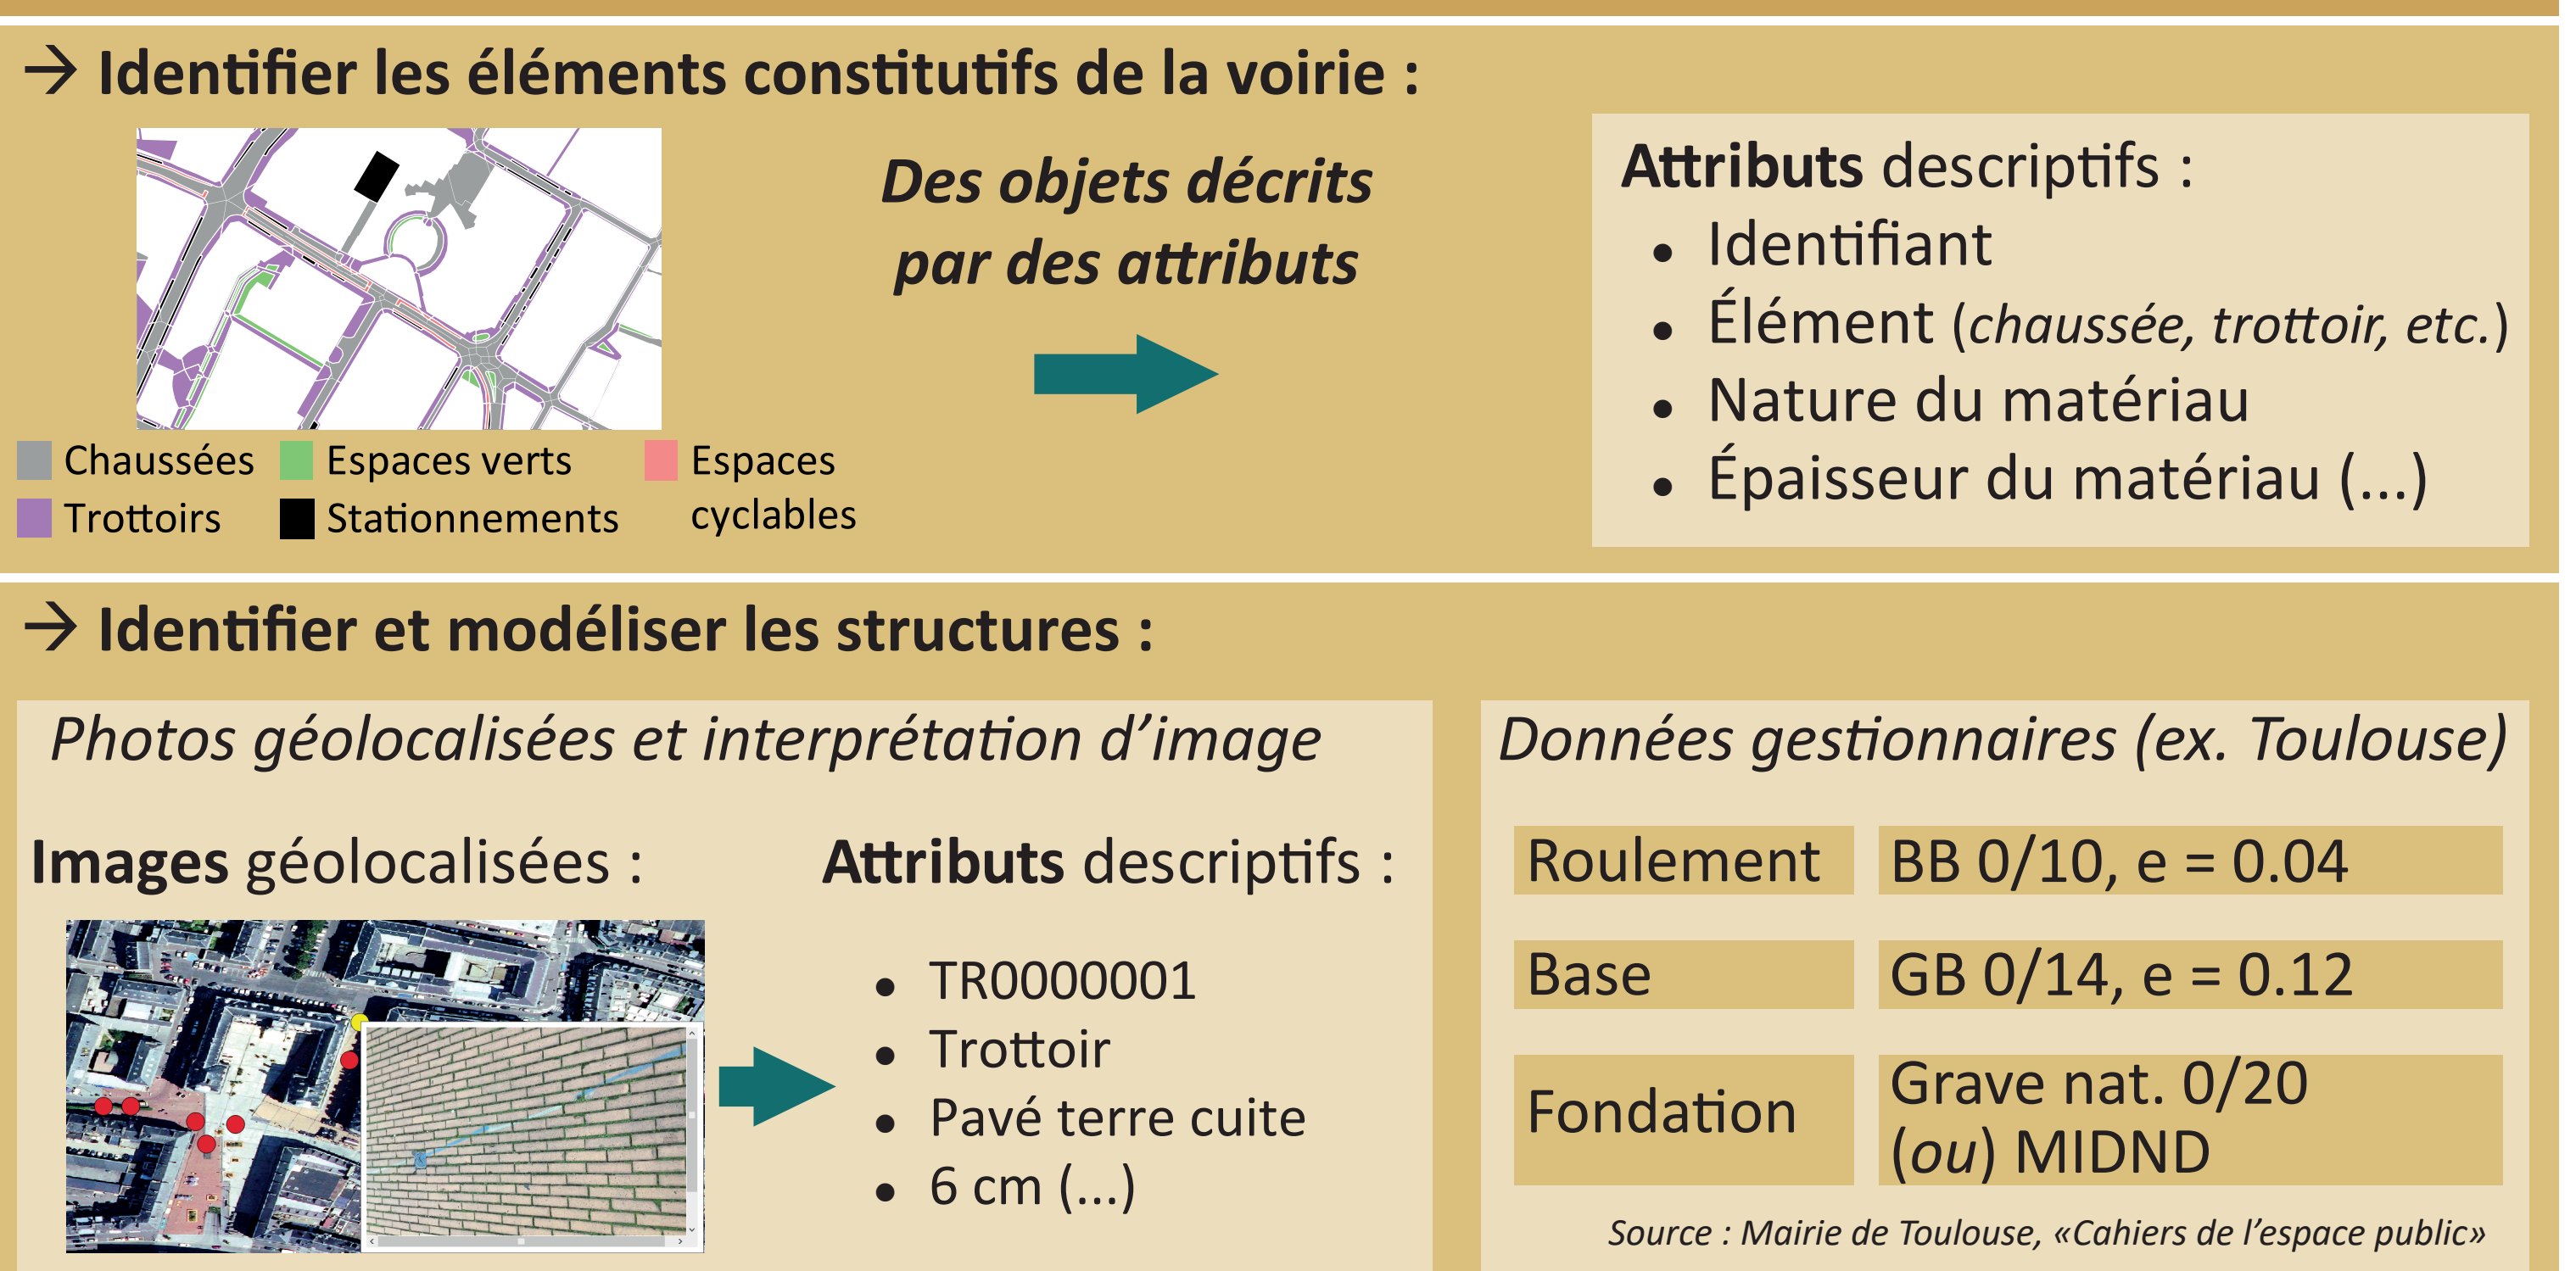 → Identifier les éléments constitutifs de la voirie :
Des objets décrits
par des attributs
Attributs descriptifs :
• Identifiant
• Élément (chaussée, trottoir, etc.)
• Nature du matériau
• Épaisseur du matériau (...)
Chaussées
Espaces verts
Espaces
cyclables
Trottoirs
Stationnements
→ Identifier et modéliser les structures :
Photos géolocalisées et interprétation d’image
Images géolocalisées :
Attributs descriptifs :
• TR0000001
• Trottoir
• Pavé terre cuite
• 6 cm (...)
Données gestionnaires (ex. Toulouse)
Roulement
BB 0/10, e = 0.04
Base
GB 0/14, e = 0.12
Fondation
Grave nat. 0/20
(ou) MIDND
Source : Mairie de Toulouse, «Cahiers de l’espace public»